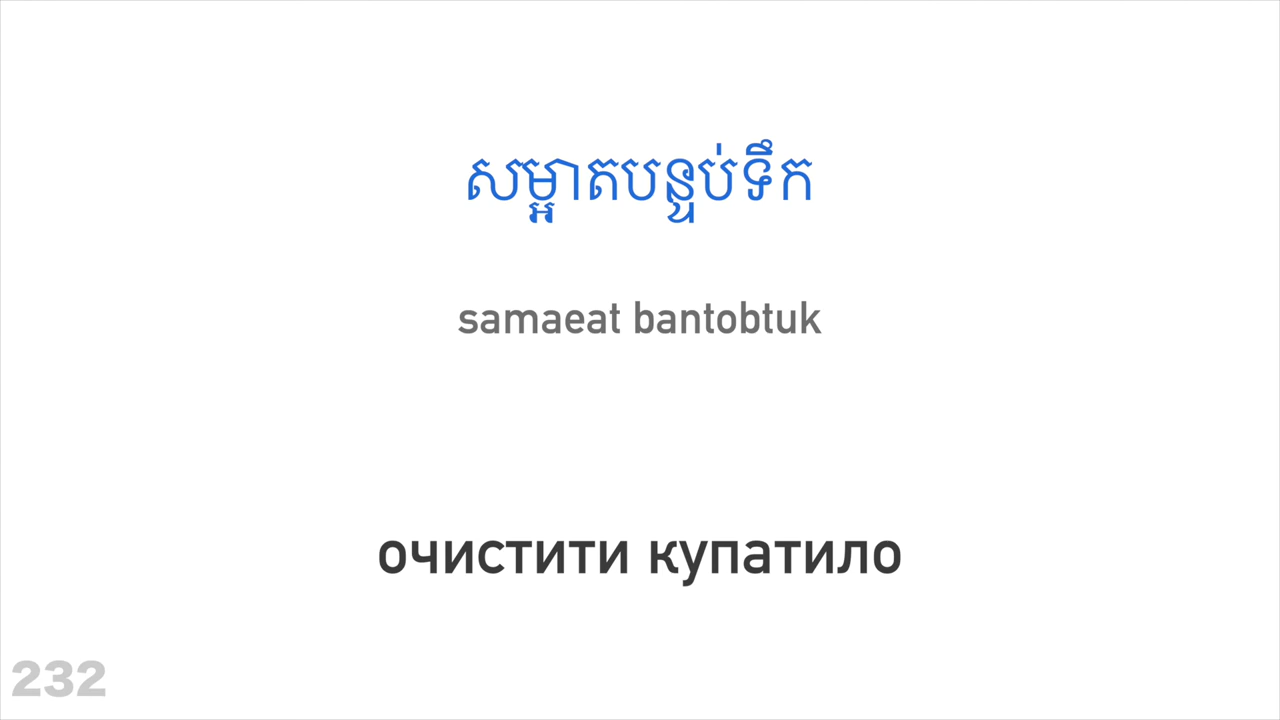 សម្អាតបន្ទប់ទឹក
samaeat bantobtuk
очистити купатило
232